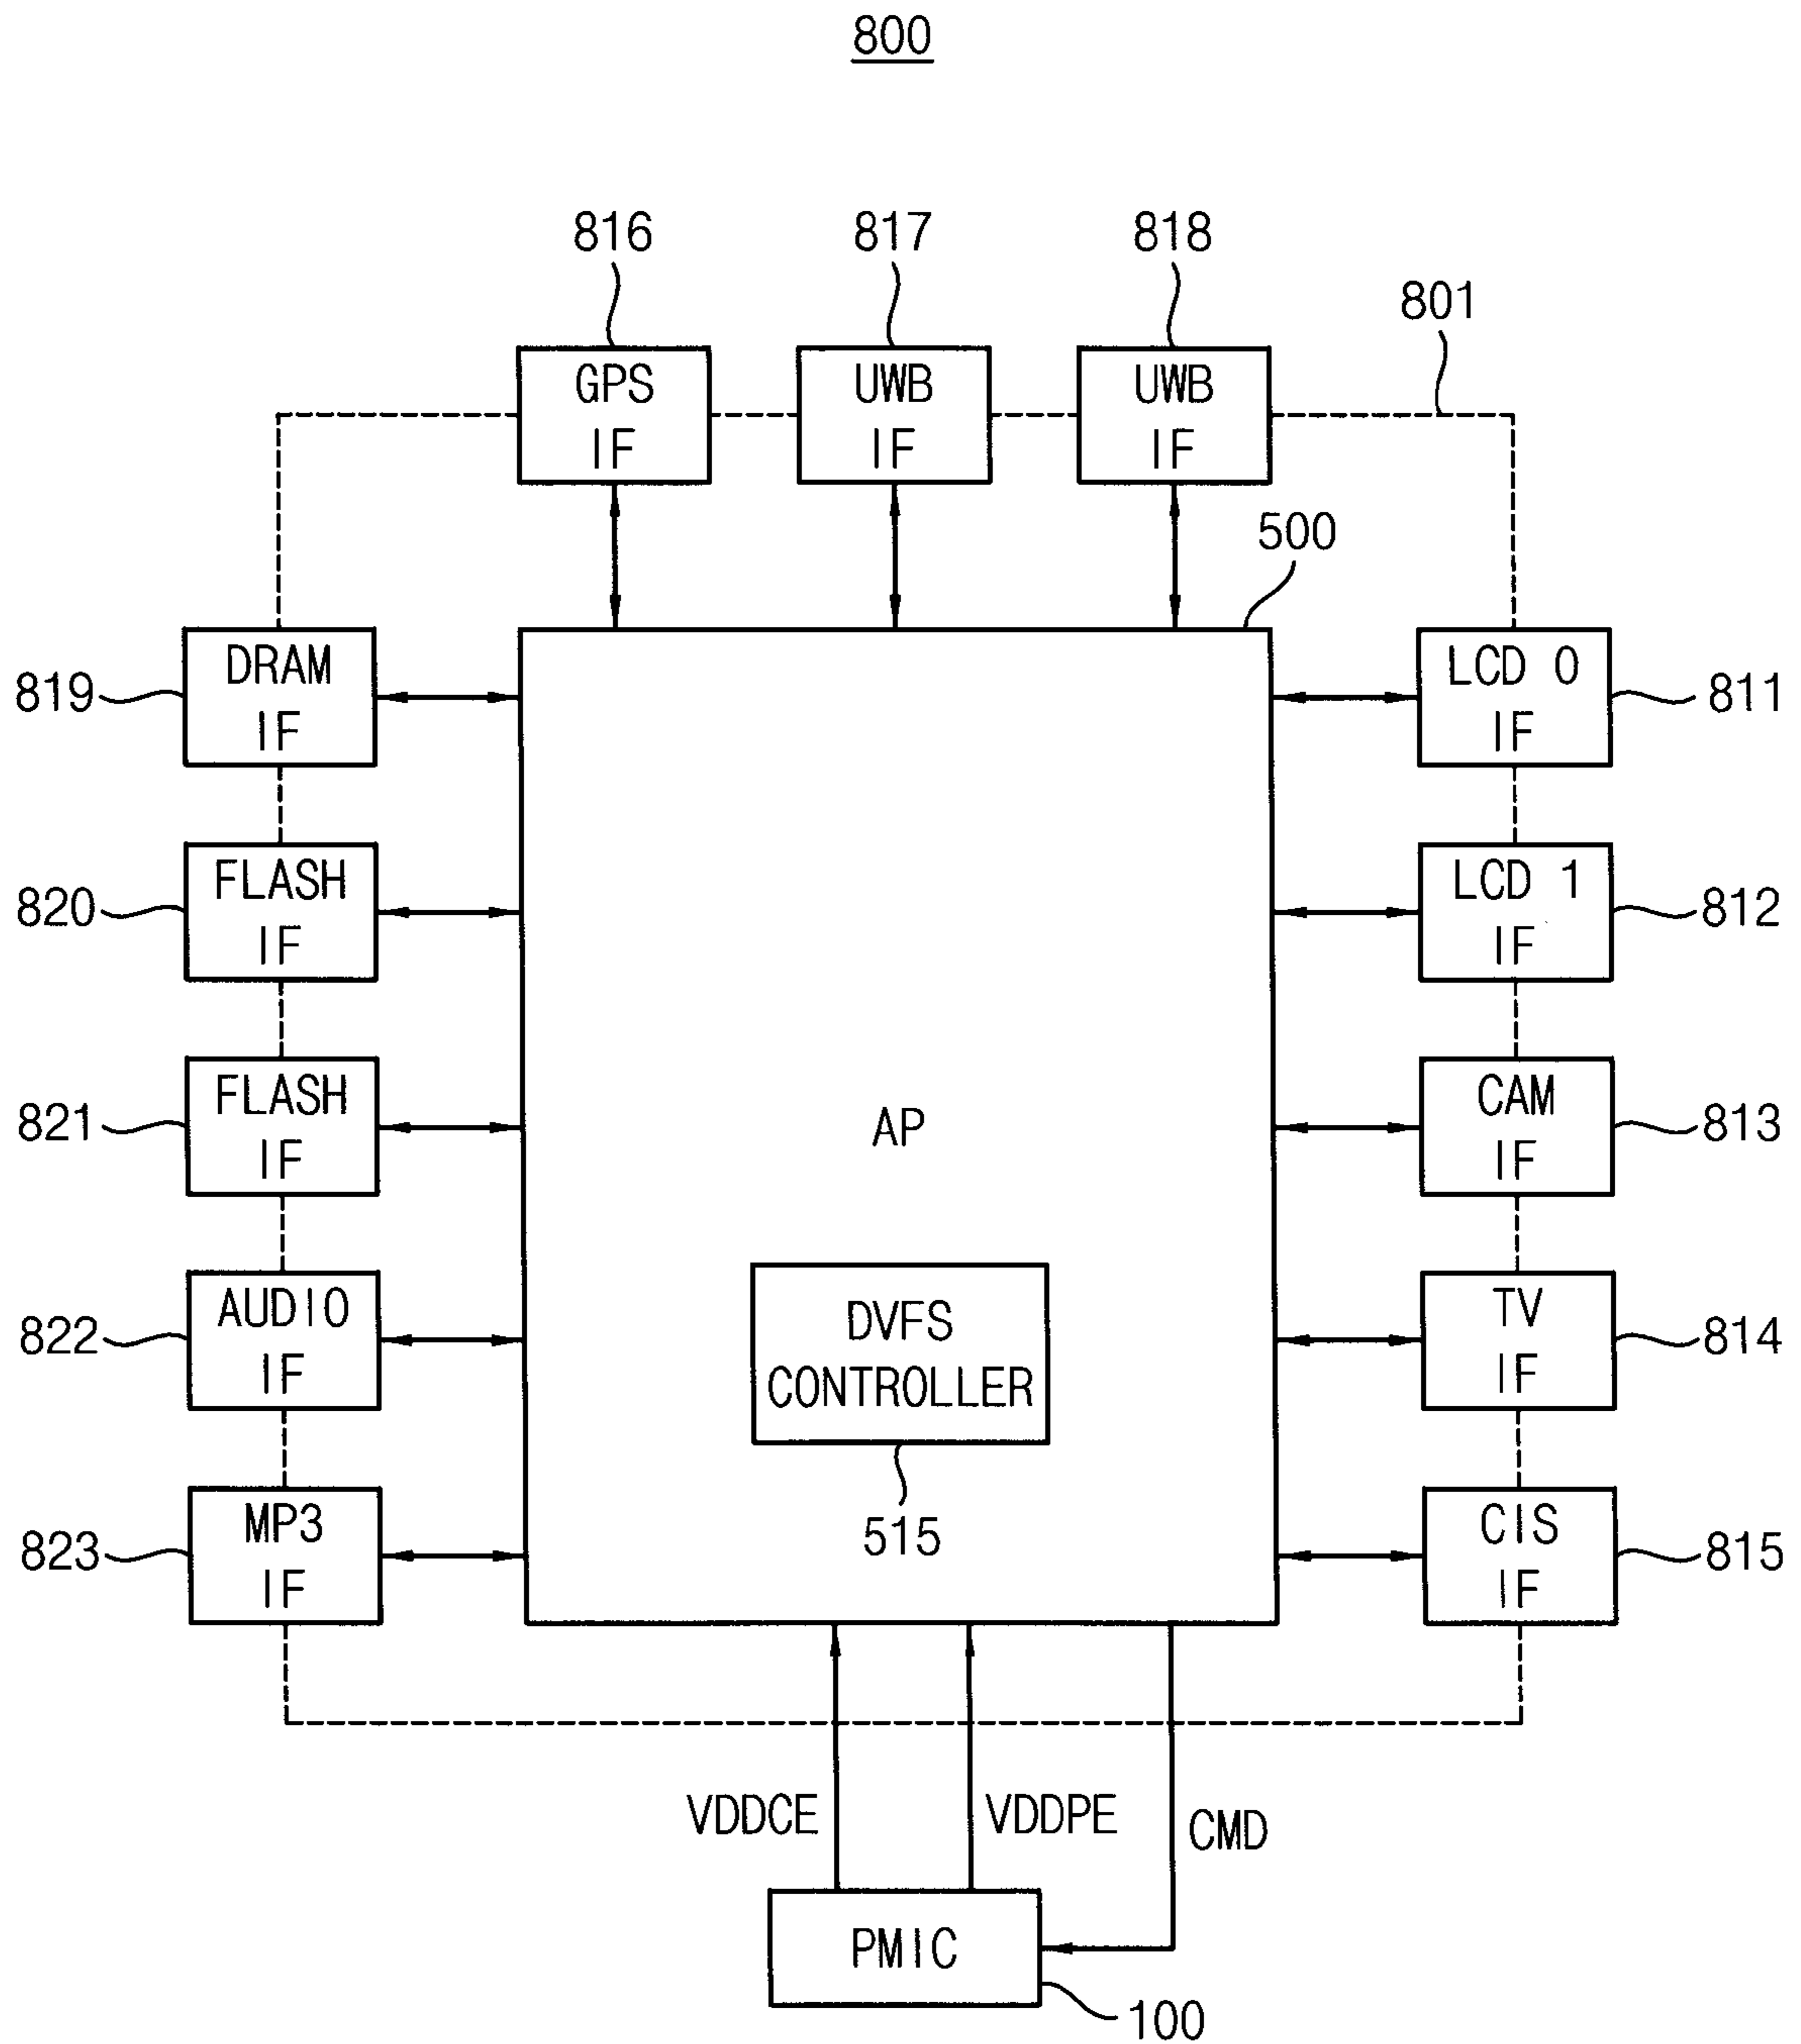 800
816
817
818
801
GPS
IF
UWB
IF
UWB
IF
500
819
DRAM
IF
LCD 0
IF
811
820
FLASH
IF
LCD 1
IF
812
821
FLASH
IF
AP
CAM
IF
813
822
AUDIO
IF
DVFS
CONTROLLER
TV
IF
814
823
MP3
IF
515
CIS
IF
815
VDDCE
VDDPE
CMD
PMIC
100